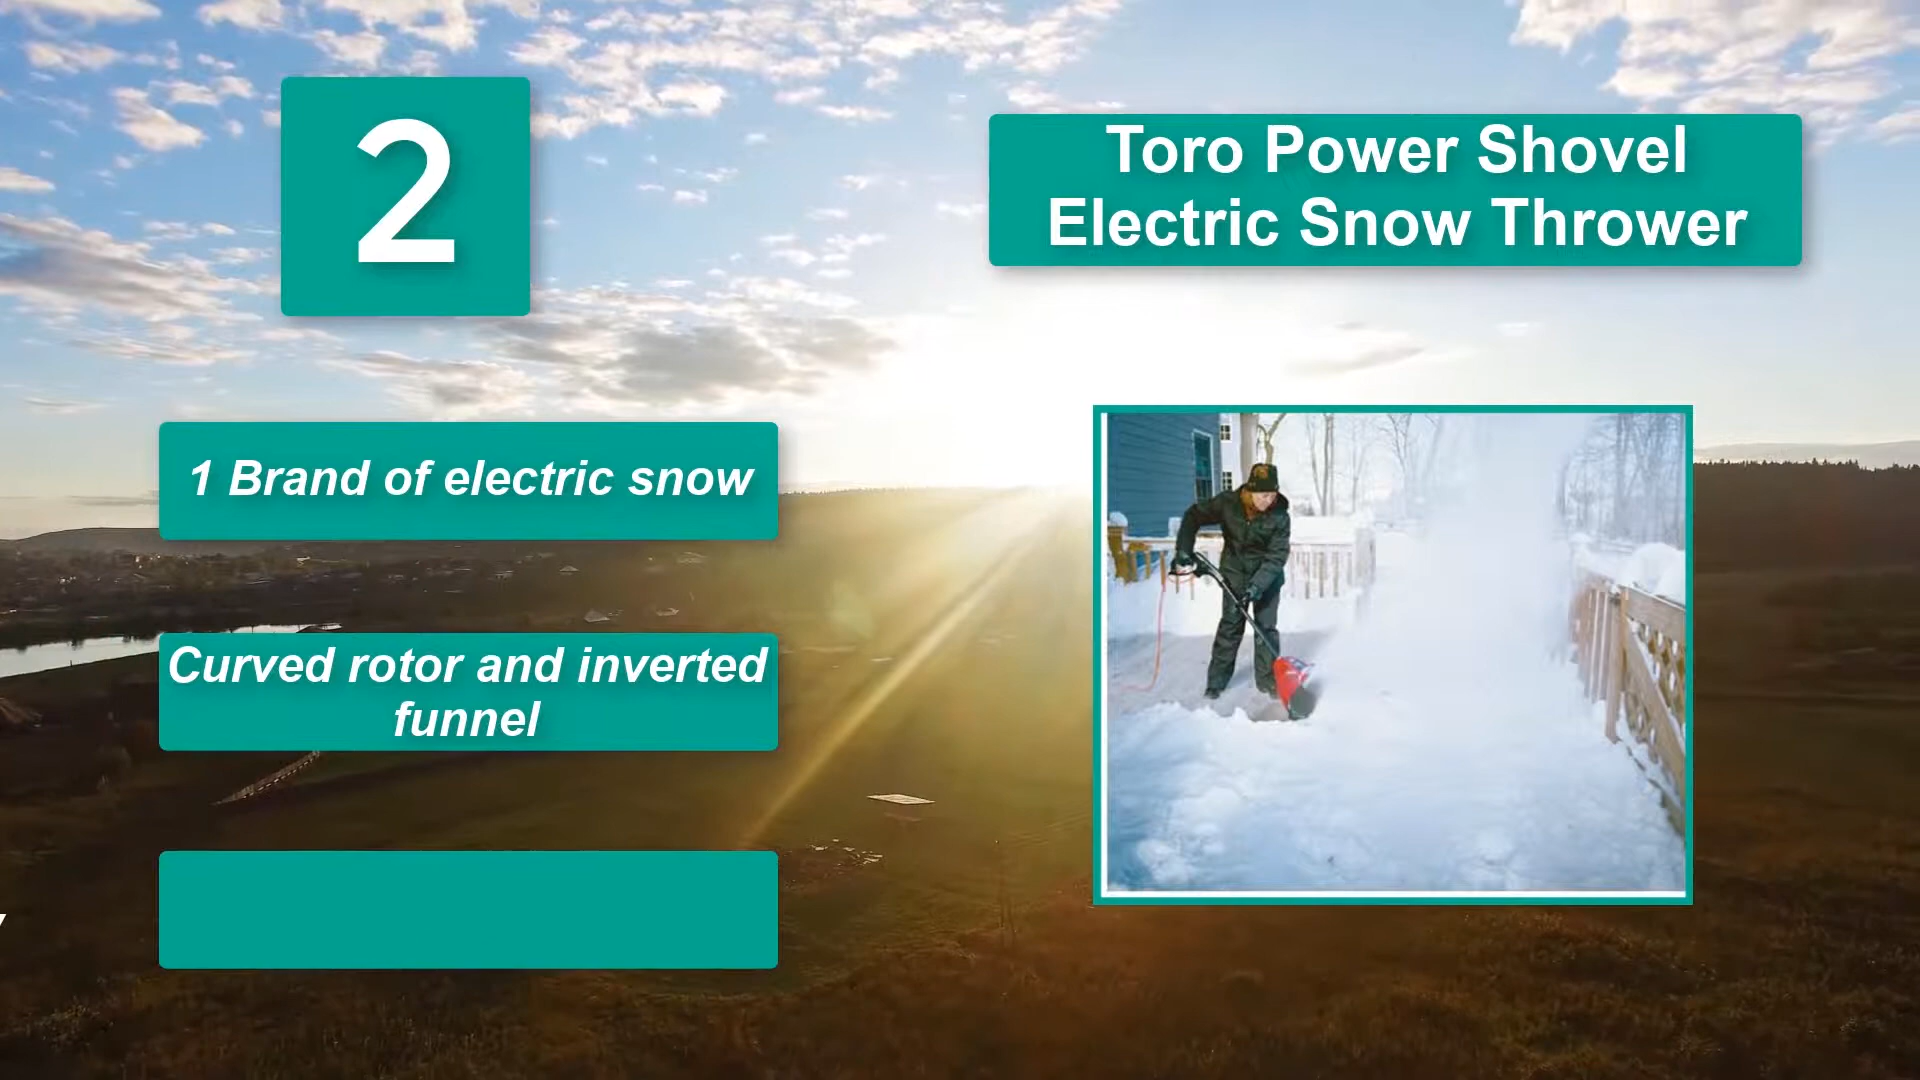 2
Toro Power Shovel
Electric Snow Thrower
1 Brand of electric snow
Curved rotor and inverted
funnel